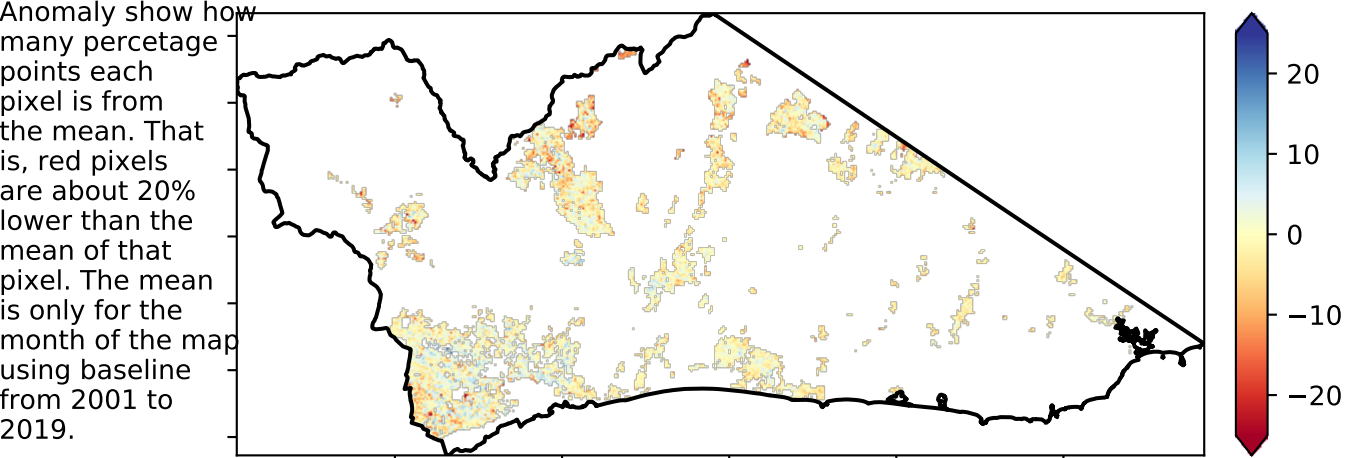 Anomaly show how
many percetage
points each
pixel is from
the mean. That
is, red pixels
are about 20%
lower than the
mean of that
pixel. The mean
is only for the
month of the map
using baseline
from 2001 to
2019.
20
10
0
−10
−20